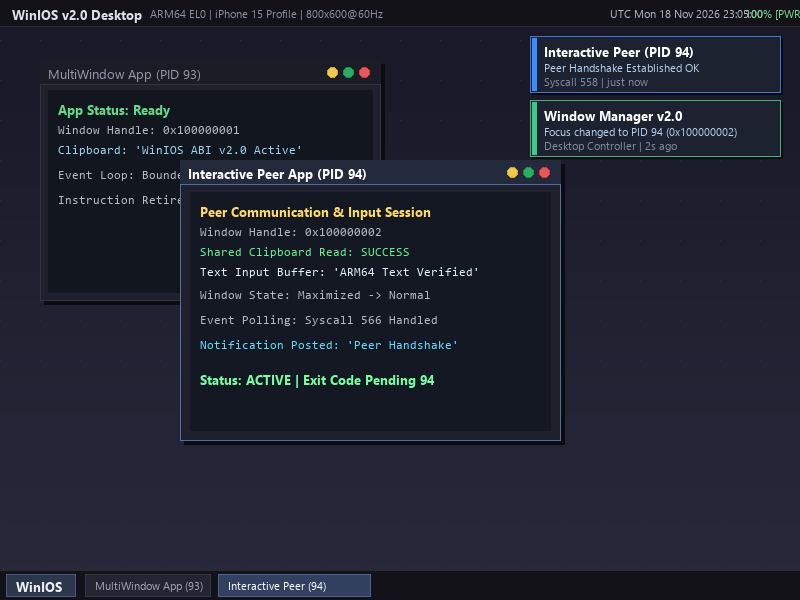 WinIOS v2.0 Desktop ARM64 EL0 | iPhone 15 Profile | 800x600@60Hz
UTC Mon 18 Nov 2026 23:05:00 100% [PWR
Interactive Peer (PID 94)
Peer Handshake Established OK
Syscall 558 | just now
Window Manager v2.0
Focus changed to PID 94 (0x100000002)
Desktop Controller | 2s ago
MultiWindow App (PID 93)
App Status: Ready
Window Handle: 0x100000001
Clipboard: 'WinIOS ABI v2.0 Active'
Event Loop: Bounde
Instruction Retire
Interactive Peer App (PID 94)
Peer Communication & Input Session
Window Handle: 0x100000002
Shared Clipboard Read: SUCCESS
Text Input Buffer: 'ARM64 Text Verified'
Window State: Maximized -> Normal
Event Polling: Syscall 566 Handled
Notification Posted: 'Peer Handshake'
Status: ACTIVE | Exit Code Pending 94
WinIOS
MultiWindow App (93)
Interactive Peer (94)